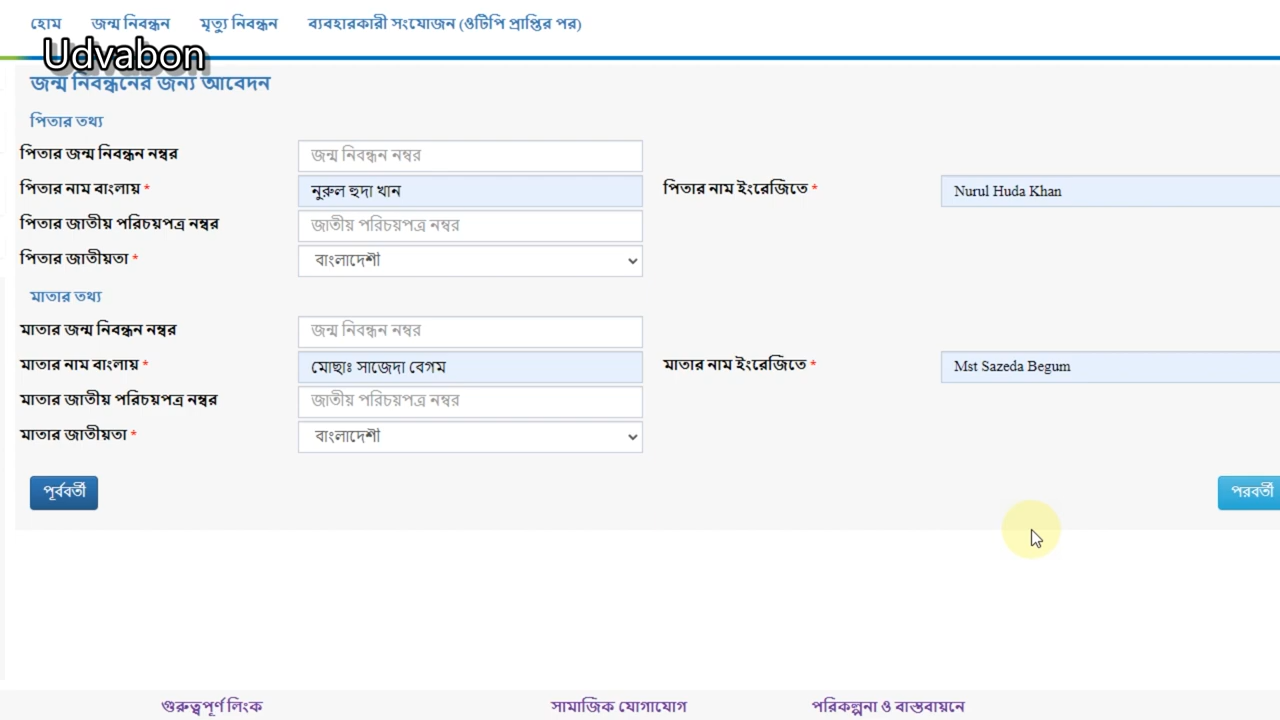 হোম জন্ম নিবন্ধন মৃত্যু নিবন্ধন ব্যবহারকারী সংযোজন (ওটিপি প্রাপ্তির পর)
Udvabon
জন্ম নিবন্ধনের জন্য আবেদন
পিতার তথ্য
পিতার জন্ম নিবন্ধন নম্বর জন্ম নিবন্ধন নম্বর
পিতার নাম বাংলায় * নুরুল হুদা খান পিতার নাম ইংরেজিতে * Nurul Huda Khan
পিতার জাতীয় পরিচয়পত্র নম্বর জাতীয় পরিচয়পত্র নম্বর
পিতার জাতীয়তা * বাংলাদেশী
মাতার তথ্য
মাতার জন্ম নিবন্ধন নম্বর জন্ম নিবন্ধন নম্বর
মাতার নাম বাংলায় * মোছাঃ সাজেদা বেগম মাতার নাম ইংরেজিতে * Mst Sazeda Begum
মাতার জাতীয় পরিচয়পত্র নম্বর জাতীয় পরিচয়পত্র নম্বর
মাতার জাতীয়তা * বাংলাদেশী
পূর্ববর্তী পরবর্তী
গুরুত্বপূর্ণ লিংক সামাজিক যোগাযোগ পরিকল্পনা ও বাস্তবায়নে